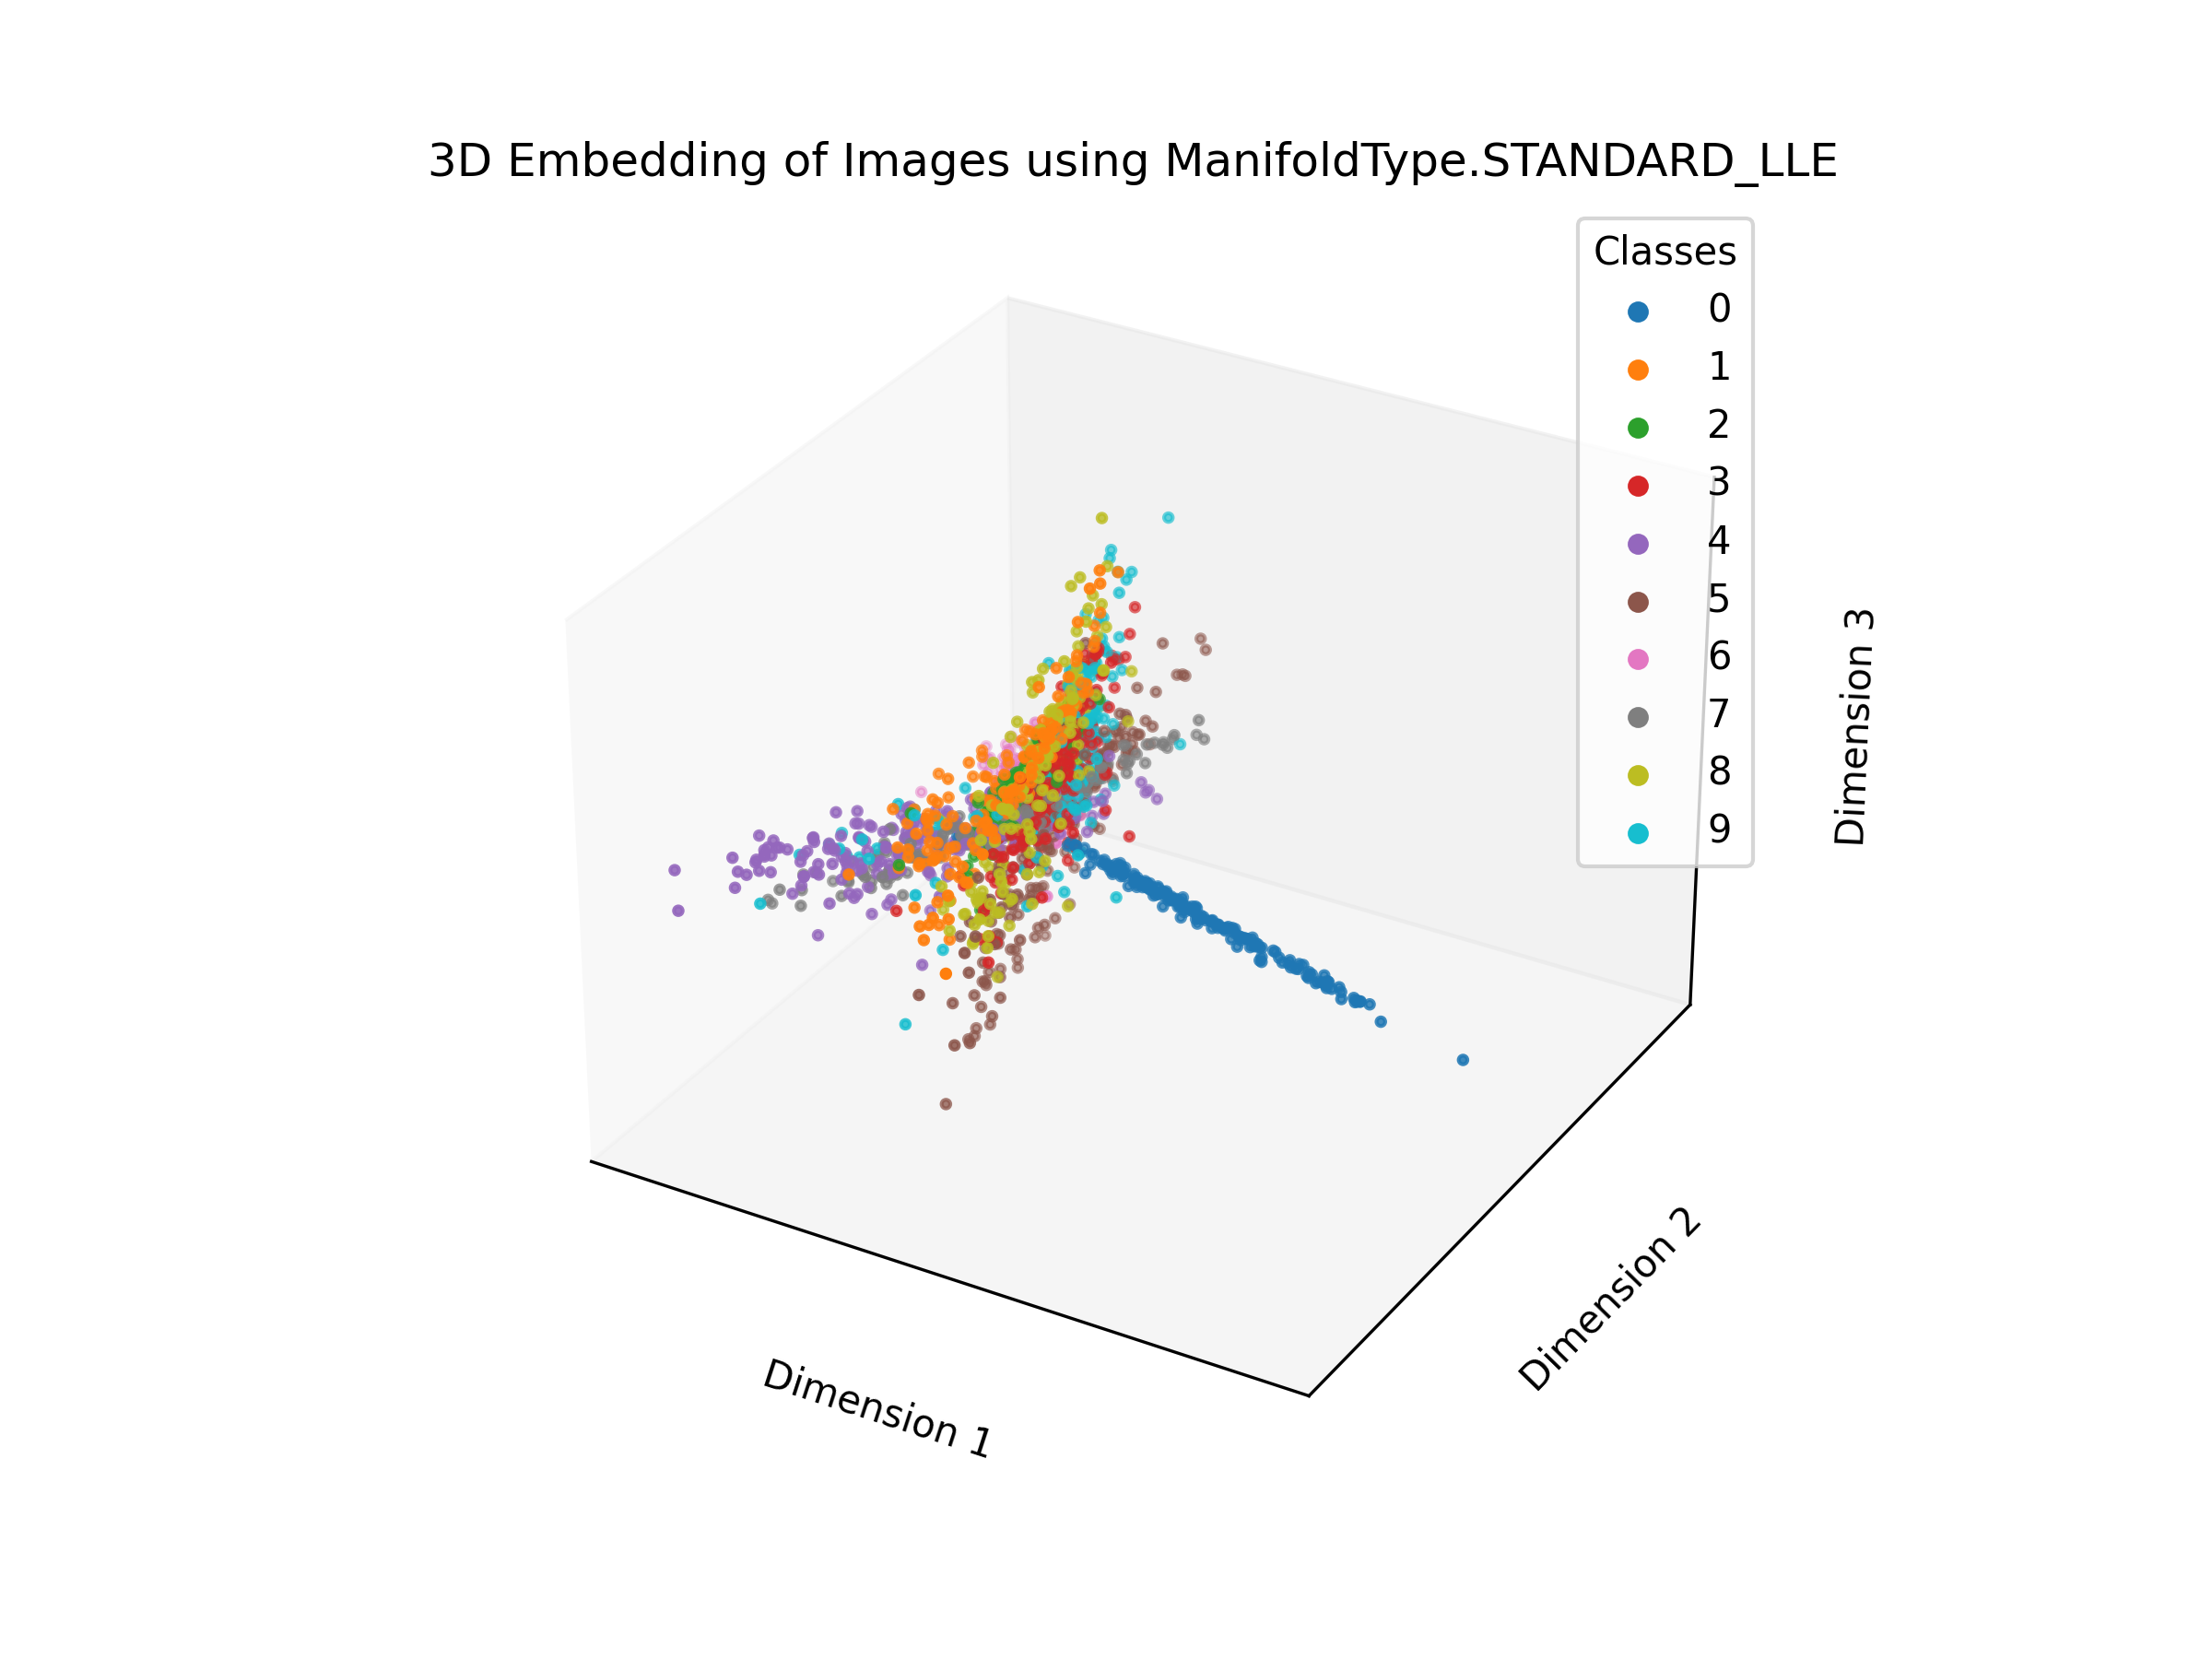 3D Embedding of Images using ManifoldType.STANDARD_LLE
Classes
0
1
2
3
4
5
6
7
8
9
Dimension 3
Dimension 2
Dimension 1